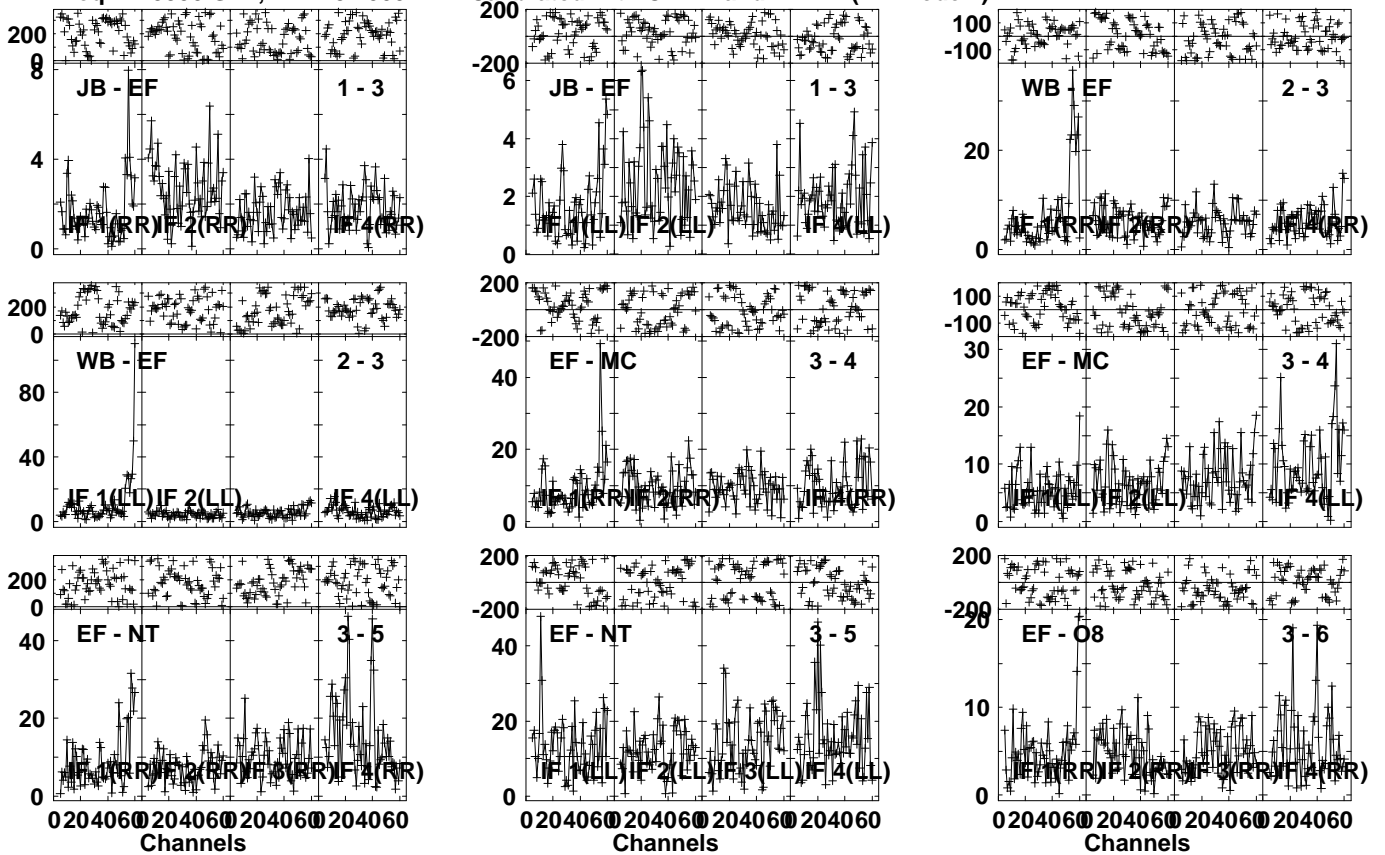 200 0 8 JB - EF 1 - 3 4 0 IF 1(RR) IF 2(RR) IF 4(RR)
200 -200 6 JB - EF 1 - 3 4 2 0 IF 1(LL) IF 2(LL) IF 4(LL)
100 -100 WB - EF 2 - 3 20 0 IF 1(RR) IF 2(RR) IF 4(RR)
200 0 WB - EF 2 - 3 80 40 0 IF 1(LL) IF 2(LL) IF 4(LL)
200 -200 EF - MC 3 - 4 40 20 0 IF 1(RR) IF 2(RR) IF 4(RR)
100 -100 30 EF - MC 3 - 4 20 10 0 IF 1(LL) IF 2(LL) IF 4(LL)
200 0 EF - NT 3 - 5 40 20 0 IF 1(RR) IF 2(RR) IF 3(RR) IF 4(RR)
200 -200 EF - NT 3 - 5 40 20 0 IF 1(LL) IF 2(LL) IF 3(LL) IF 4(LL)
200 -200 20 EF - O8 3 - 6 10 0 IF 1(RR) IF 2(RR) IF 3(RR) IF 4(RR)
0 20 40 60 0 20 40 60 0 20 40 60 0 20 40 60
0 20 40 60 0 20 40 60 0 20 40 60 0 20 40 60
0 20 40 60 0 20 40 60 0 20 40 60 0 20 40 60
Channels Channels Channels